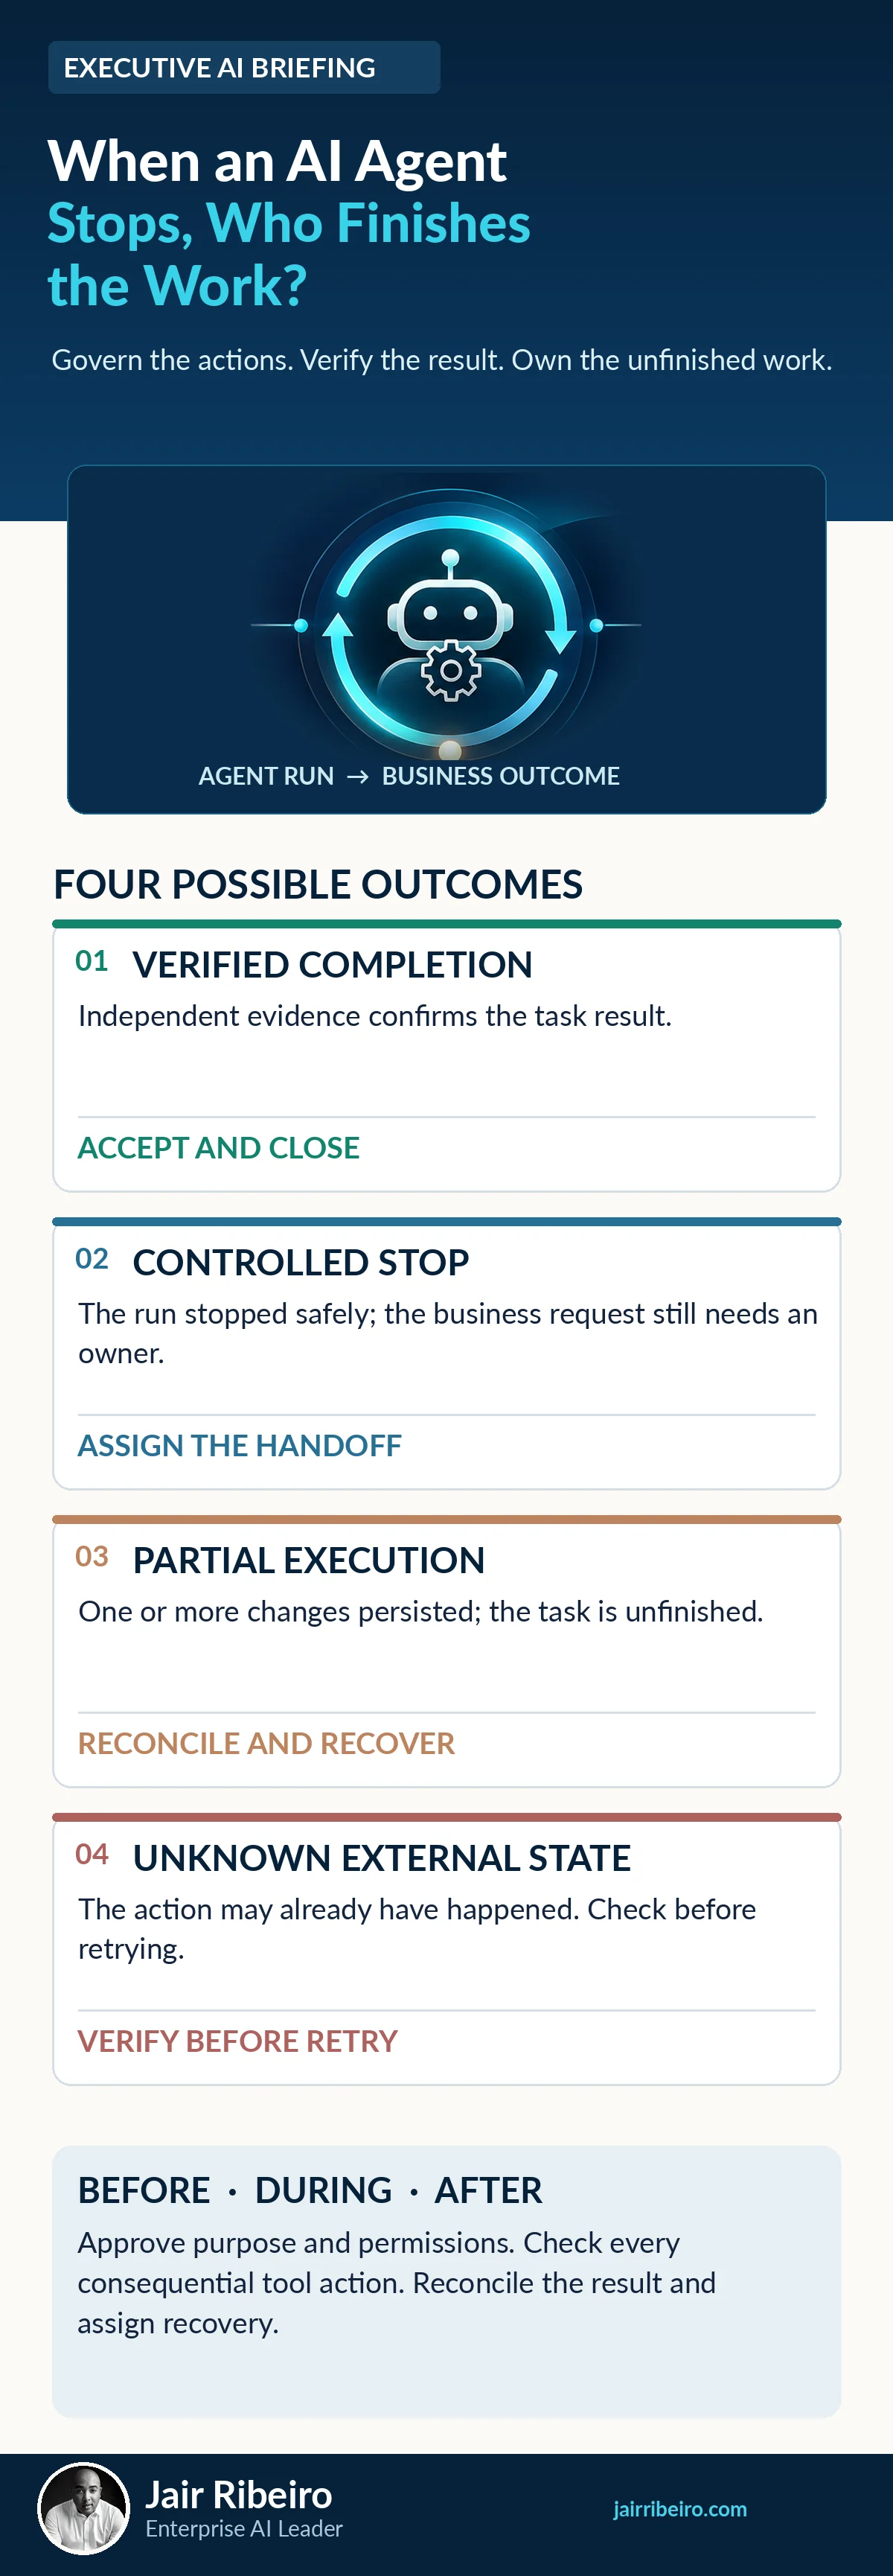 EXECUTIVE AI BRIEFING
When an AI Agent
Stops, Who Finishes
the Work?
Govern the actions. Verify the result. Own the unfinished work.
AGENT RUN → BUSINESS OUTCOME
FOUR POSSIBLE OUTCOMES
01 VERIFIED COMPLETION
Independent evidence confirms the task result.
ACCEPT AND CLOSE
02 CONTROLLED STOP
The run stopped safely; the business request still needs an
owner.
ASSIGN THE HANDOFF
03 PARTIAL EXECUTION
One or more changes persisted; the task is unfinished.
RECONCILE AND RECOVER
04 UNKNOWN EXTERNAL STATE
The action may already have happened. Check before
retrying.
VERIFY BEFORE RETRY
BEFORE · DURING · AFTER
Approve purpose and permissions. Check every
consequential tool action. Reconcile the result and
assign recovery.
Jair Ribeiro
Enterprise AI Leader
jairribeiro.com